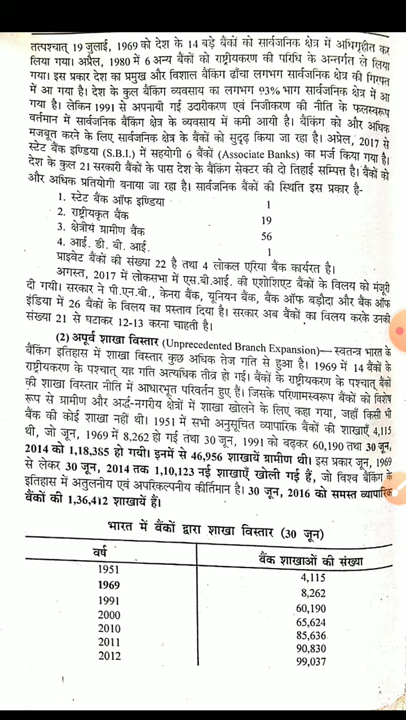 तत्पश्चात् 19 जुलाई, 1969 को देश के 14 बड़े बैंकों को सार्वजनिक क्षेत्र में अधिगृहीत कर
लिया गया। अप्रैल, 1980 में 6 अन्य बैंकों को राष्ट्रीयकरण की परिधि के अन्तर्गत ले लिया
गया। इस प्रकार देश का प्रमुख और विशाल बैंकिंग ढाँचा लगभग सार्वजनिक क्षेत्र की गिरफ्त
में आ गया है। देश के कुल बैंकिंग व्यवसाय का लगभग 93% भाग सार्वजनिक क्षेत्र में आ
गया है। लेकिन 1991 से अपनायी गई उदारीकरण एवं निजीकरण की नीति के फलस्वरूप
वर्तमान में सार्वजनिक बैंकिंग क्षेत्र के व्यवसाय में कमी आयी है। बैंकिंग को और अधिक
मजबूत करने के लिए सार्वजनिक क्षेत्र के बैंकों को सुदृढ़ किया जा रहा है। अप्रैल, 2017 से
स्टेट बैंक इण्डिया (S.B.I.) में सहयोगी 6 बैंकों (Associate Banks) का मर्ज किया गया है।
देश के कुल 21 सरकारी बैंकों के पास देश के बैंकिंग सेक्टर की दो तिहाई सम्पत्ति है। बैंकों को
और अधिक प्रतियोगी बनाया जा रहा है। सार्वजनिक बैंकों की स्थिति इस प्रकार है-
1. स्टेट बैंक ऑफ इण्डिया 1
2. राष्ट्रीयकृत बैंक 19
3. क्षेत्रीयं ग्रामीण बैंक 56
4. आई. डी. बी. आई. 1
प्राइवेट बैंकों की संख्या 22 है तथा 4 लोकल एरिया बैंक कार्यरत है।
अगस्त, 2017 में लोकसभा में एस.बी.आई. की एशोशिएट बैंकों के विलय को मंजूरी
दी गयी। सरकार ने पी.एन.बी., केनरा बैंक, यूनियन बैंक, बैंक ऑफ बड़ौदा और बैंक ऑफ
इंडिया में 26 बैंकों के विलय का प्रस्ताव दिया है। सरकार अब बैंकों का विलय करके उनकी
संख्या 21 से घटाकर 12-13 करना चाहती है।
(2) अपूर्व शाखा विस्तार (Unprecedented Branch Expansion)— स्वतन्त्र भारत के
बैंकिंग इतिहास में शाखा विस्तार कुछ अधिक तेज गति से हुआ है। 1969 में 14 बैंकों के
राष्ट्रीयकरण के पश्चात् यह गति अत्यधिक तीव्र हो गई। बैंकों के राष्ट्रीयकरण के पश्चात् बैंकों
की शाखा विस्तार नीति में आधारभूत परिवर्तन हुए हैं। जिसके परिणामस्वरूप बैंकों को विशेष
रूप से ग्रामीण और अर्द्ध-नगरीय क्षेत्रों में शाखा खोलने के लिए कहा गया, जहाँ किसी भी
बैंक की कोई शाखा नहीं थी। 1951 में सभी अनुसूचित व्यापारिक बैंकों की शाखाएँ 4,115
थी, जो जून, 1969 में 8,262 हो गई तथा 30 जून, 1991 को बढ़कर 60,190 तथा 30 जून,
2014 को 1,18,385 हो गयी। इनमें से 46,956 शाखायें ग्रामीण थी। इस प्रकार जून, 1969
से लेकर 30 जून, 2014 तक 1,10,123 नई शाखाएँ खोली गई हैं, जो विश्व बैंकिंग के
इतिहास में अतुलनीय एवं अपरिकल्पनीय कीर्तिमान है। 30 जून, 2016 को समस्त व्यापारिक
बैंकों की 1,36,412 शाखायें हैं।
भारत में बैंकों द्वारा शाखा विस्तार (30 जून)
वर्ष बैंक शाखाओं की संख्या
1951 4,115
1969 8,262
1991 60,190
2000 65,624
2010 85,636
2011 90,830
2012 99,037